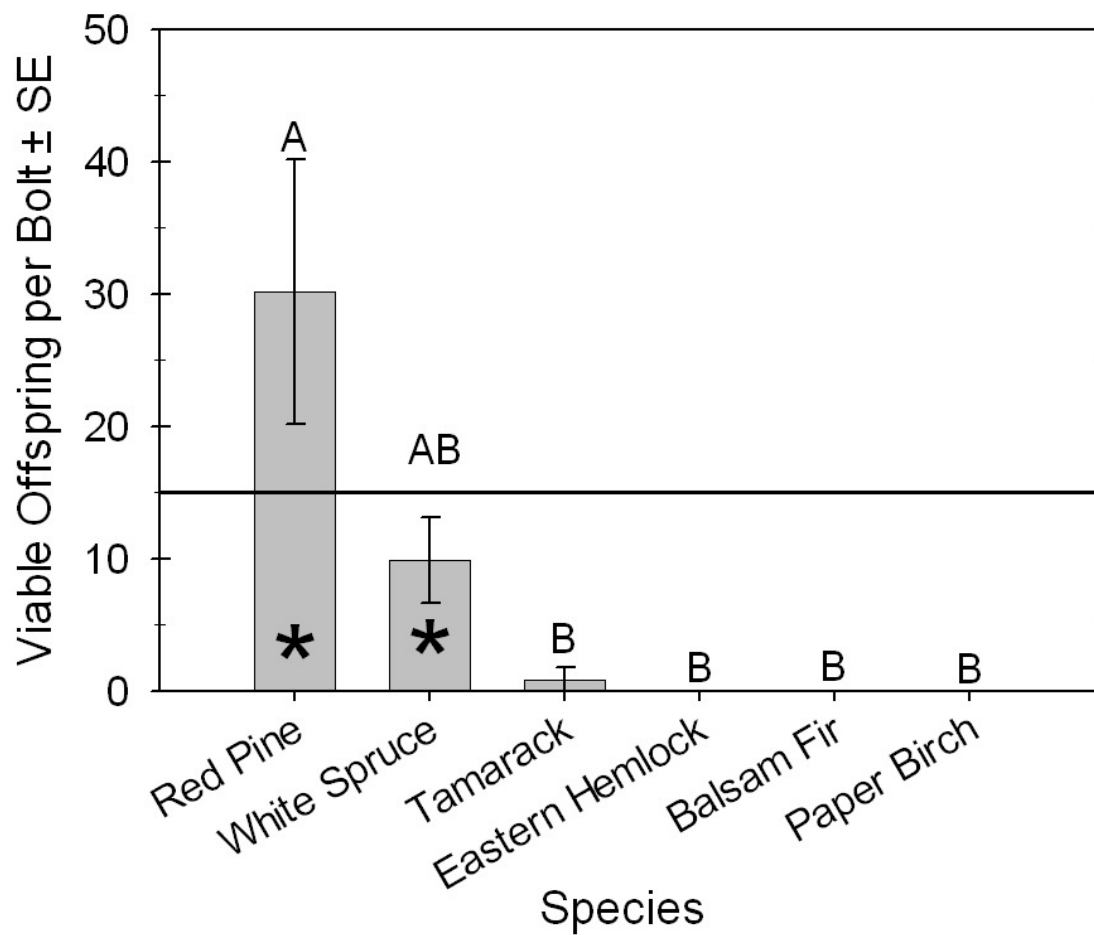 Viable Offspring per Bolt ± SE
50
40
30
20
10
0
A
AB
B
B
B
B
*
*
Red Pine
White Spruce
Tamarack
Eastern Hemlock
Balsam Fir
Paper Birch
Species